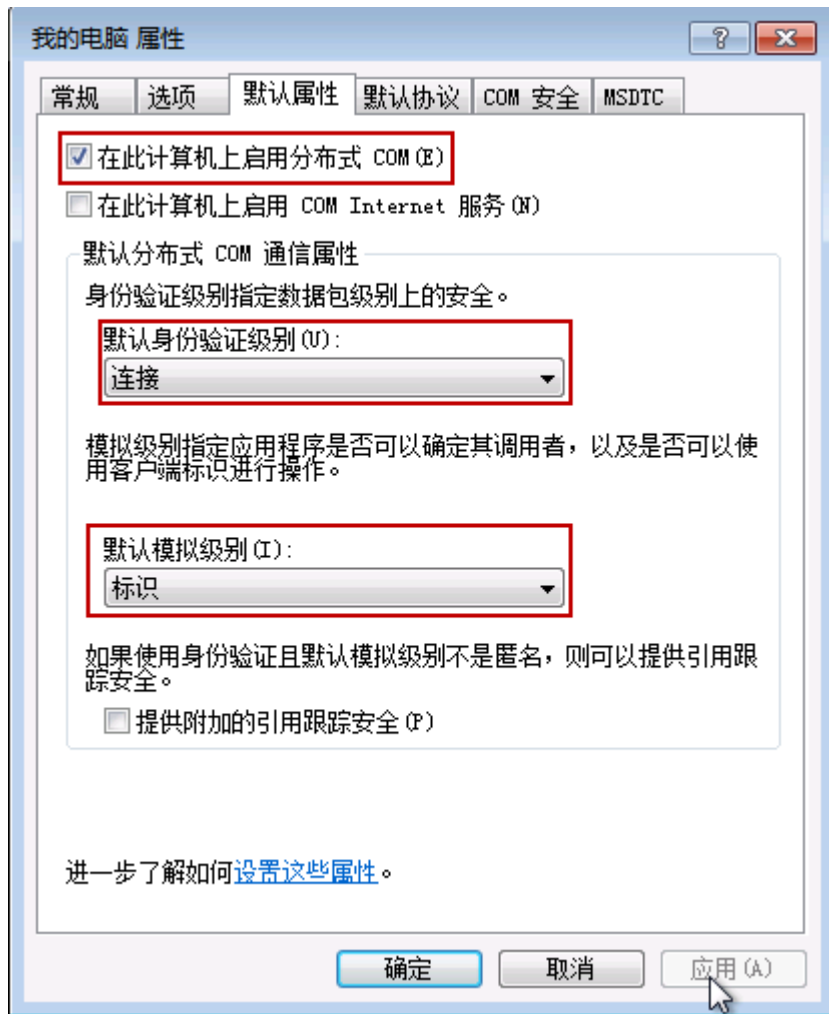 我的电脑 属性
常规 选项 默认属性 默认协议 COM 安全 MSDTC
在此计算机上启用分布式 COM(E)
在此计算机上启用 COM Internet 服务(N)
默认分布式 COM 通信属性
身份验证级别指定数据包级别上的安全。
默认身份验证级别(U):
连接
模拟级别指定应用程序是否可以确定其调用者，以及是否可以使
用客户端标识进行操作。
默认模拟级别(I):
标识
如果使用身份验证且默认模拟级别不是匿名，则可以提供引用跟
踪安全。
提供附加的引用跟踪安全(P)
进一步了解如何设置这些属性。
确定 取消 应用(A)